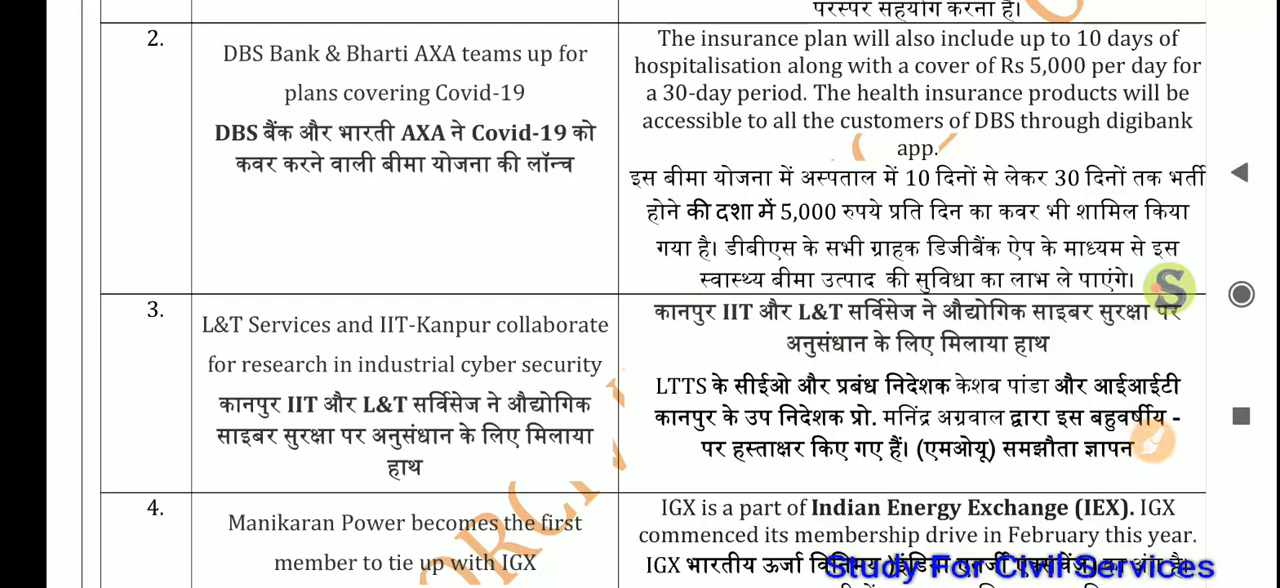 परस्पर सहयोग करना है।
2.
DBS Bank & Bharti AXA teams up for
plans covering Covid-19
DBS बैंक और भारती AXA ने Covid-19 को
कवर करने वाली बीमा योजना की लॉन्च
The insurance plan will also include up to 10 days of
hospitalisation along with a cover of Rs 5,000 per day for
a 30-day period. The health insurance products will be
accessible to all the customers of DBS through digibank
app.
इस बीमा योजना में अस्पताल में 10 दिनों से लेकर 30 दिनों तक भर्ती
होने की दशा में 5,000 रुपये प्रति दिन का कवर भी शामिल किया
गया है। डीबीएस के सभी ग्राहक डिजीबैंक ऐप के माध्यम से इस
स्वास्थ्य बीमा उत्पाद की सुविधा का लाभ ले पाएंगे।
S
3.
L&T Services and IIT-Kanpur collaborate
for research in industrial cyber security
कानपुर IIT और L&T सर्विसेज ने औद्योगिक
साइबर सुरक्षा पर अनुसंधान के लिए मिलाया
हाथ
कानपुर IIT और L&T सर्विसेज ने औद्योगिक साइबर सुरक्षा पर
अनुसंधान के लिए मिलाया हाथ
LTTS के सीईओ और प्रबंध निदेशक केशब पांडा और आईआईटी
कानपुर के उप निदेशक प्रो. मनिंद्र अग्रवाल द्वारा इस बहुवर्षीय -
पर हस्ताक्षर किए गए हैं। (एमओयू) समझौता ज्ञापन
4.
Manikaran Power becomes the first
member to tie up with IGX
IGX is a part of Indian Energy Exchange (IEX). IGX
commenced its membership drive in February this year.
IGX भारतीय ऊर्जा विनिमय )इंडियन एनर्जी एक्सचेंज( का अंग है।
Study For Civil Services